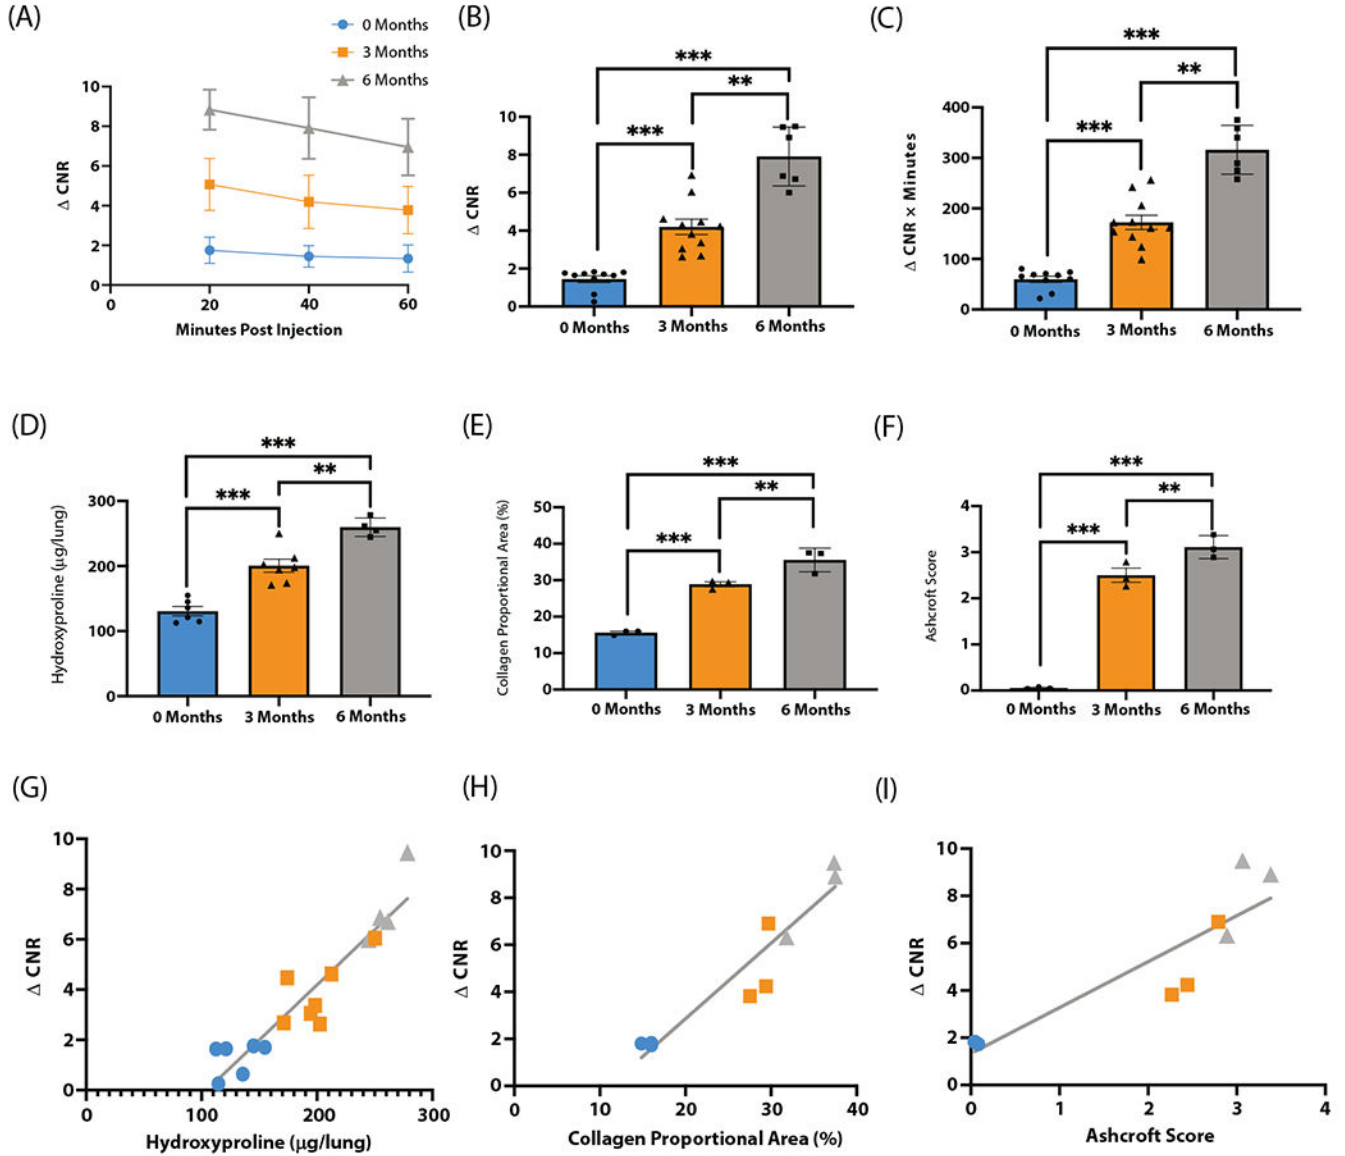 (A)
0 Months
3 Months
6 Months
10
8
6
4
2
0
Δ CNR
0 20 40 60
Minutes Post Injection
(B)
***
**
***
10
8
6
4
2
0
Δ CNR
0 Months 3 Months 6 Months
(C)
***
**
***
400
300
200
100
0
Δ CNR × Minutes
0 Months 3 Months 6 Months
(D)
***
**
***
300
200
100
0
Hydroxyproline (µg/lung)
0 Months 3 Months 6 Months
(E)
***
**
***
50
40
30
20
10
0
Collagen Proportional Area (%)
0 Months 3 Months 6 Months
(F)
***
**
***
4
3
2
1
0
Ashcroft Score
0 Months 3 Months 6 Months
(G)
10
8
6
4
2
0
Δ CNR
0 100 200 300
Hydroxyproline (µg/lung)
(H)
10
8
6
4
2
0
Δ CNR
0 10 20 30 40
Collagen Proportional Area (%)
(I)
10
8
6
4
2
0
Δ CNR
0 1 2 3 4
Ashcroft Score